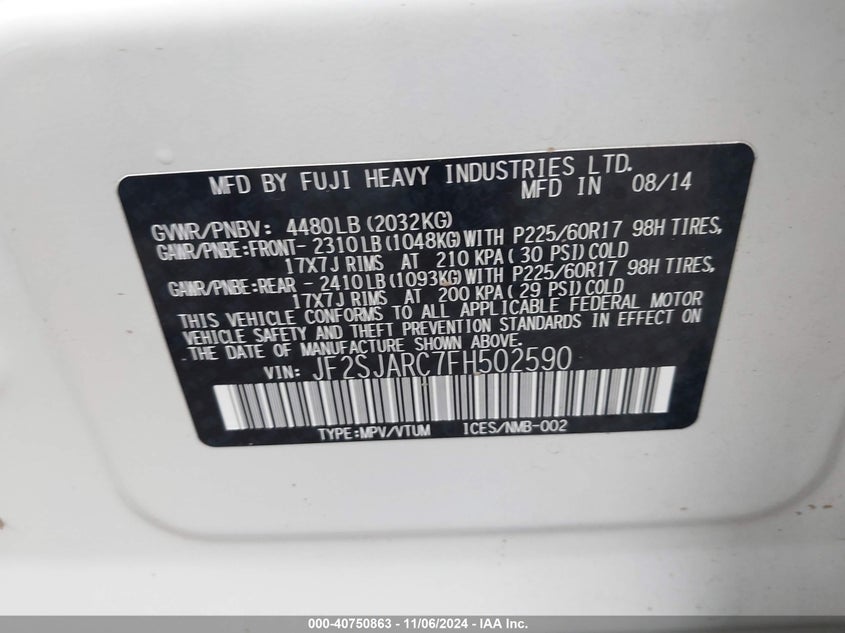 MFD BY FUJI HEAVY INDUSTRIES LTD.
MFD IN 08/14
GVWR/PNBV: 4480LB (2032KG)
GAWR/PNBE:FRONT- 2310LB (1048KG) WITH P225/60R17 98H TIRES,
17X7J RIMS AT 210 KPA ( 30 PSI) COLD
GAWR/PNBE:REAR - 2410LB (1093KG) WITH P225/60R17 98H TIRES,
17X7J RIMS AT 200 KPA ( 29 PSI) COLD
THIS VEHICLE CONFORMS TO ALL APPLICABLE FEDERAL MOTOR
VEHICLE SAFETY AND THEFT PREVENTION STANDARDS IN EFFECT ON
THE DATE OF MANUFACTURE SHOWN ABOVE.
VIN: JF2SJARC7FH502590
TYPE:MPV/VTUM ICES/NMB-002
000-40750863 - 11/06/2024 - IAA Inc.